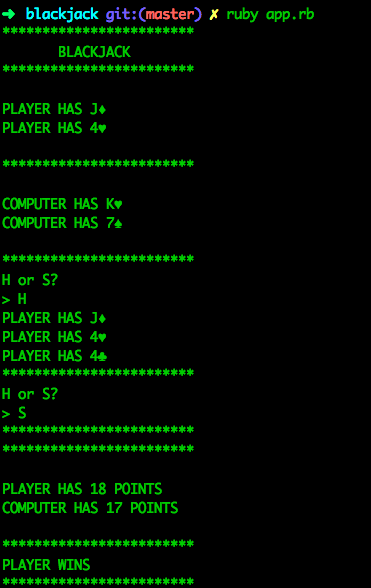 ➜ blackjack git:(master) ✗ ruby app.rb
************************
       BLACKJACK
************************
PLAYER HAS J♦
PLAYER HAS 4♥
************************
COMPUTER HAS K♥
COMPUTER HAS 7♠
************************
H or S?
> H
PLAYER HAS J♦
PLAYER HAS 4♥
PLAYER HAS 4♣
************************
H or S?
> S
************************
************************
PLAYER HAS 18 POINTS
COMPUTER HAS 17 POINTS
************************
PLAYER WINS
************************